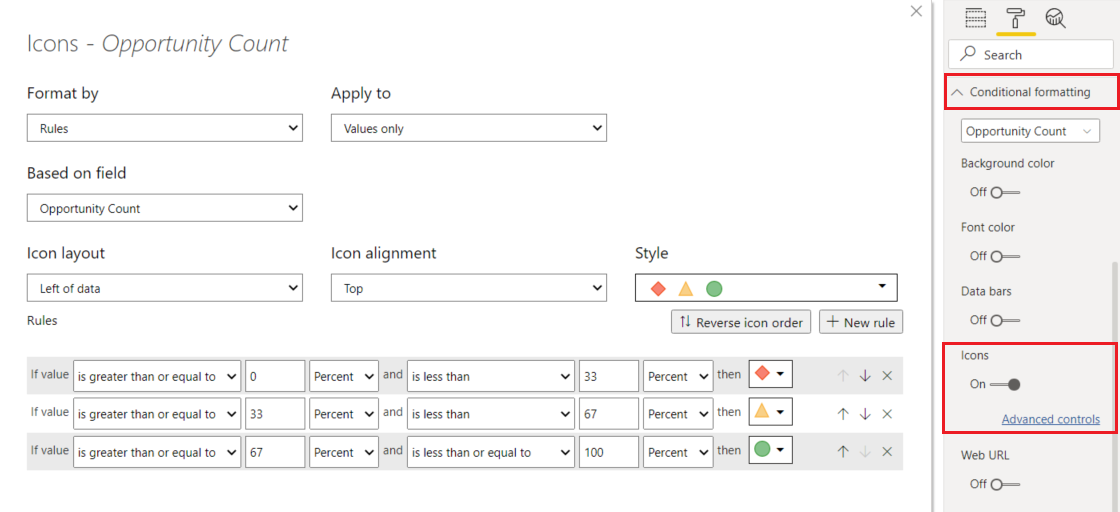 Icons - Opportunity Count
Format by
Apply to
Rules
Values only
Based on field
Opportunity Count
Icon layout
Icon alignment
Style
Left of data
Top
Rules
Reverse icon order
New rule
If value is greater than or equal to 0 Percent and is less than 33 Percent then
If value is greater than or equal to 33 Percent and is less than 67 Percent then
If value is greater than or equal to 67 Percent and is less than or equal to 100 Percent then
Search
Conditional formatting
Opportunity Count
Background color
Off
Font color
Off
Data bars
Off
Icons
On
Advanced controls
Web URL
Off